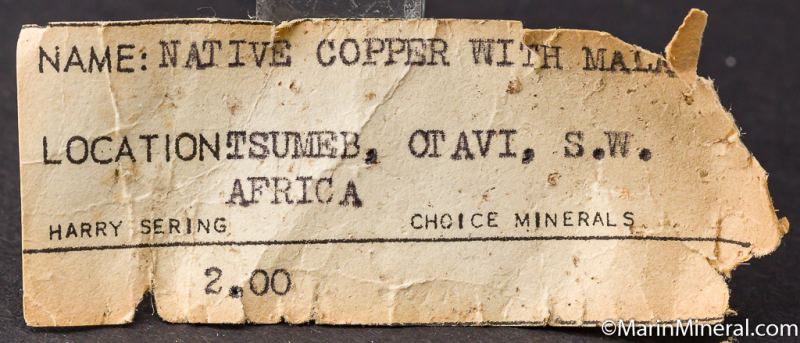 NAME: NATIVE COPPER WITH
LOCATION: TSUMEB, OTAVI, S.W.
AFRICA
HARRY SERING CHOICE MINERALS
2.00
©MarinMineral.com